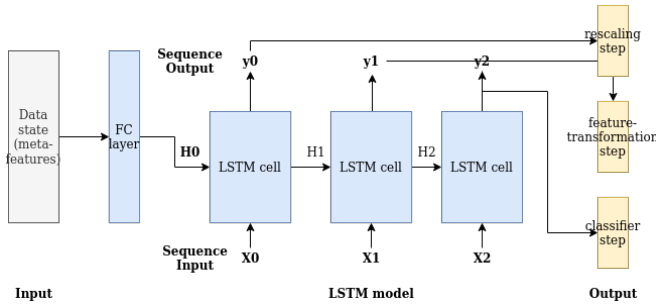 rescaling
step
Sequence
Output
y0
y1
y2
Data
state
(meta-
features)
FC
layer
H0
LSTM cell
H1
LSTM cell
H2
LSTM cell
feature-
transformation
step
classifier
step
Sequence
Input
X0
X1
X2
Input
LSTM model
Output